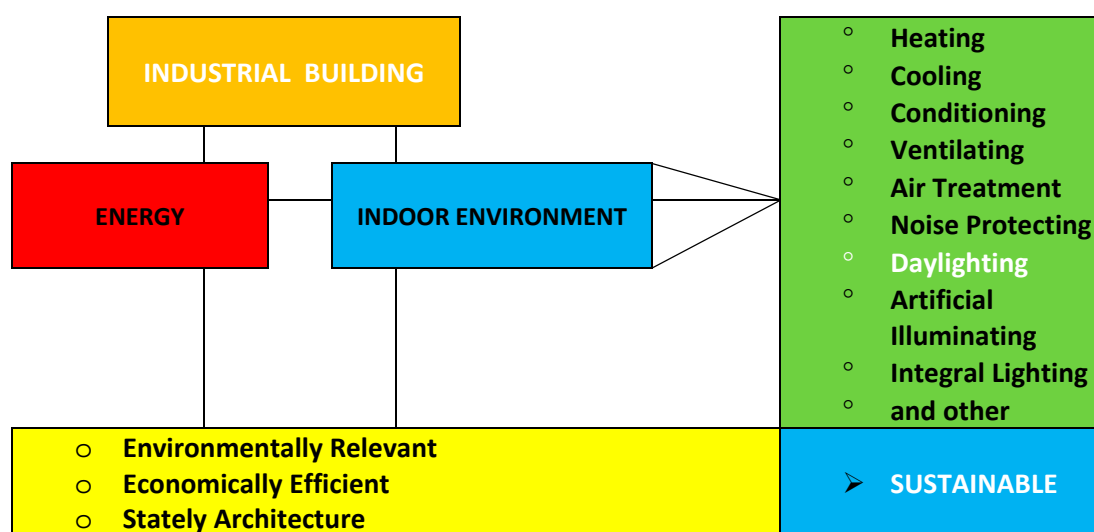 INDUSTRIAL BUILDING
ENERGY
INDOOR ENVIRONMENT
Heating
Cooling
Conditioning
Ventilating
Air Treatment
Noise Protecting
Daylighting
Artificial
Illuminating
Integral Lighting
and other
Environmentally Relevant
Economically Efficient
Stately Architecture
SUSTAINABLE